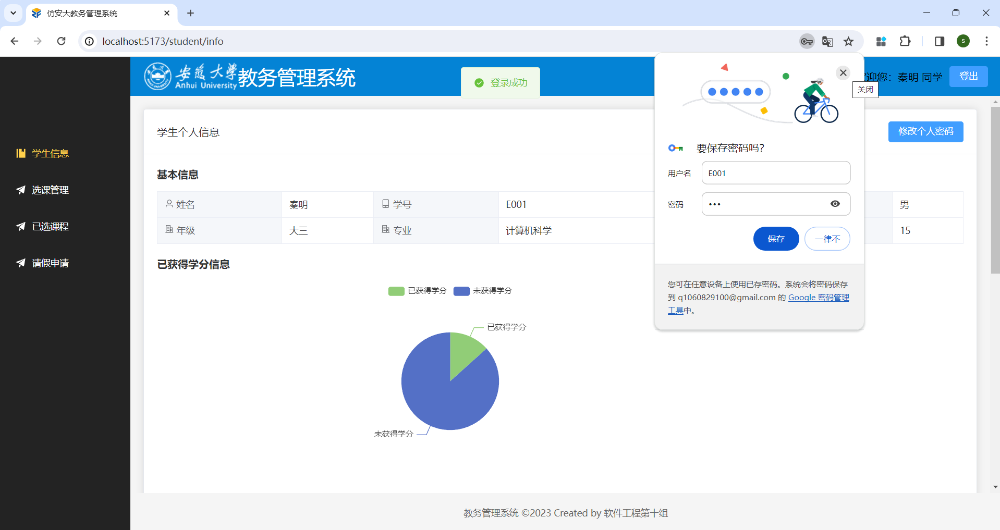 仿安大教务管理系统
localhost:5173/student/info
S
安徽大学
Anhui University
教务管理系统
登录成功
迎您：秦明 同学
登出
关闭
学生信息
选课管理
已选课程
请假申请
学生个人信息
修改个人密码
基本信息
姓名 秦明 学号 E001 男
年级 大三 专业 计算机科学 15
已获得学分信息
已获得学分 未获得学分
已获得学分
未获得学分
要保存密码吗？
用户名 E001
密码 •••
保存 一律不
您可在任意设备上使用已存密码。系统会将密码保存
到 q1060829100@gmail.com 的 Google 密码管理
工具中。
教务管理系统 ©2023 Created by 软件工程第十组